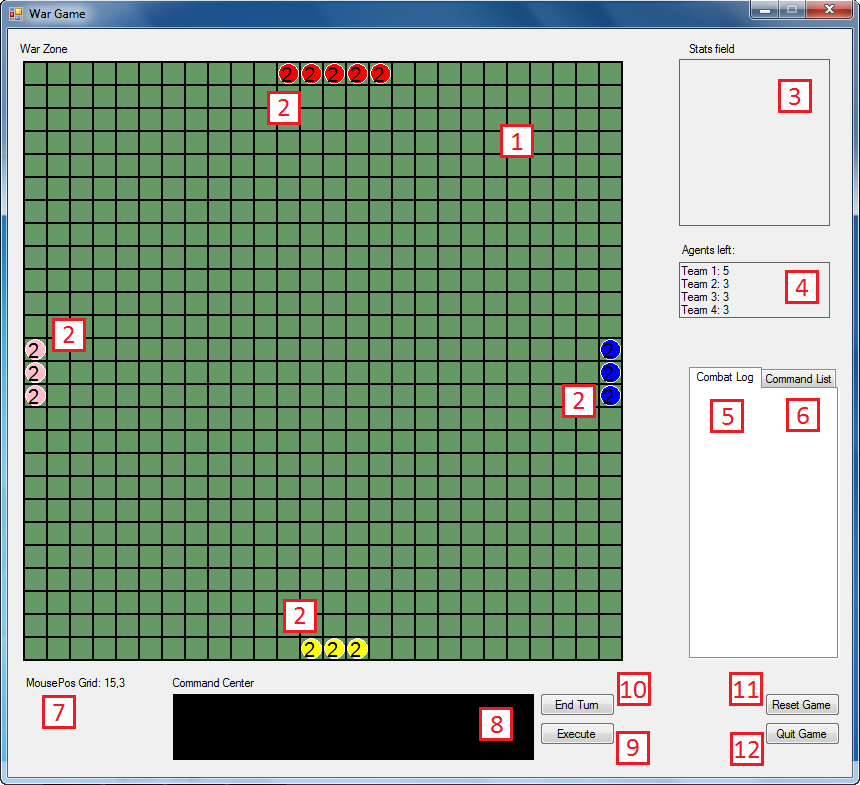 War Game
War Zone
Stats field
2 2 2 2 2
3
2
1
Agents left:
Team 1: 5
Team 2: 3
Team 3: 3
Team 4: 3
4
2
2
2
2
2
2
2
2
Combat Log
Command List
5
6
2
2 2 2
MousePos Grid: 15,3
7
Command Center
8
End Turn
10
Execute
9
11
Reset Game
12
Quit Game